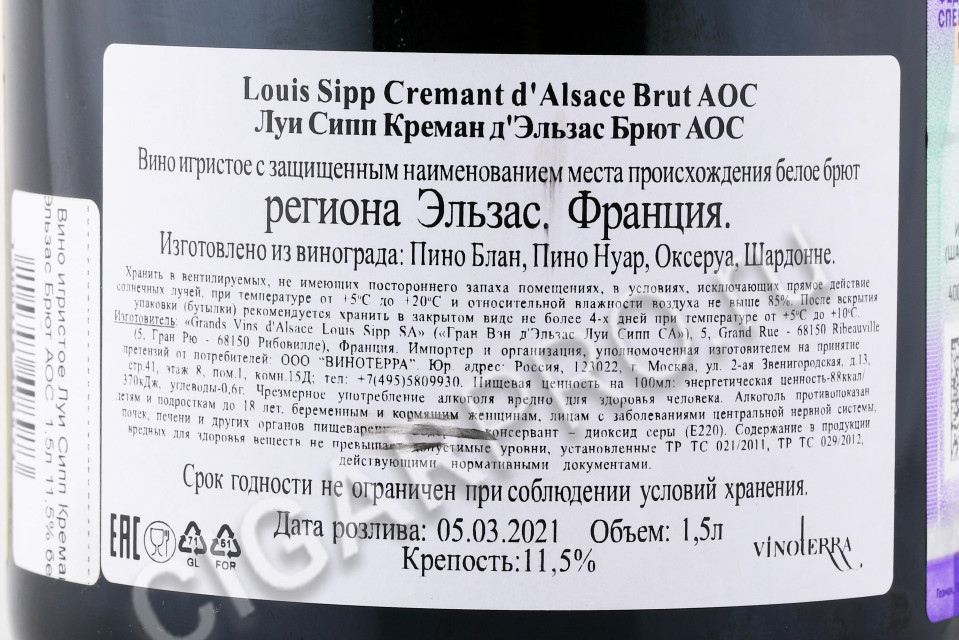 Louis Sipp Cremant d'Alsace Brut AOC
Луи Сипп Креман д'Эльзас Брют АОС
Вино игристое с защищенным наименованием места происхождения белое брют
региона Эльзас. Франция.
Изготовлено из винограда: Пино Блан, Пино Нуар, Оксеруа, Шардонне.
Хранить в вентилируемых, не имеющих постороннего запаха помещениях, в условиях, исключающих прямое действие
солнечных лучей, при температуре от +5°С до +20°С и относительной влажности воздуха не выше 85%. После вскрытия
упаковки (бутылки) рекомендуется хранить в закрытом виде не более 4-х дней при температуре от +5°С до +10°С.
Изготовитель: «Grands Vins d'Alsace Louis Sipp SA» («Гран Вэн д'Эльзас Луи Сипп СА») 5, Grand Rue - 68150 Ribeauville
(5, Гран Рю - 68150 Рибовилле), Франция. Импортер и организация, уполномоченная изготовителем на принятие
претензий от потребителей: ООО "ВИНОТЕРРА". Юр. адрес: Россия, 123022, г. Москва, ул. 2-ая Звенигородская, д.13,
стр.41, этаж 8, пом.1, комн.15Д; тел: +7(495)5809930. Пищевая ценность на 100мл: энергетическая ценность-88ккал/
370кДж, углеводы-0,6г. Чрезмерное употребление алкоголя вредно для здоровья человека. Алкоголь противопоказан
детям и подросткам до 18 лет, беременным и кормящим женщинам, лицам с заболеваниями центральной нервной системы,
почек, печени и других органов консервант – диоксид серы (Е220). Содержание в продукции
вредных для здоровья веществ не допустимые уровни, установленные ТР ТС 021/2011, ТР ТС 029/2012,
действующими нормативными документами.
Срок годности не ограничен при соблюдении условий хранения.
Дата розлива: 05.03.2021 Объем: 1,5л
Крепость:11,5%
EAC
71
GL
51
FOR
VINOTERRA
Вино игристое Луи Сипп Креман
Эльзас Брют АОС 1,5л 11,5% бе
CIGARPRO.ru